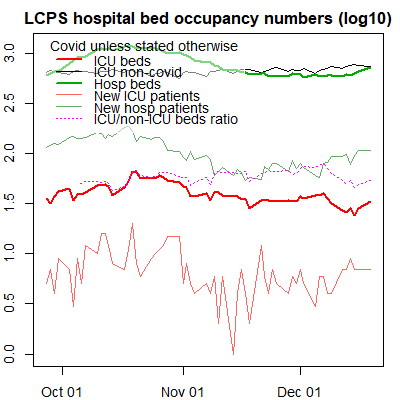 LCPS hospital bed occupancy numbers (log10)
Covid unless stated otherwise
ICU beds
ICU non-covid
Hosp beds
New ICU patients
New hosp patients
ICU/non-ICU beds ratio
3.0
2.5
2.0
1.5
1.0
0.5
0.0
Oct 01
Nov 01
Dec 01